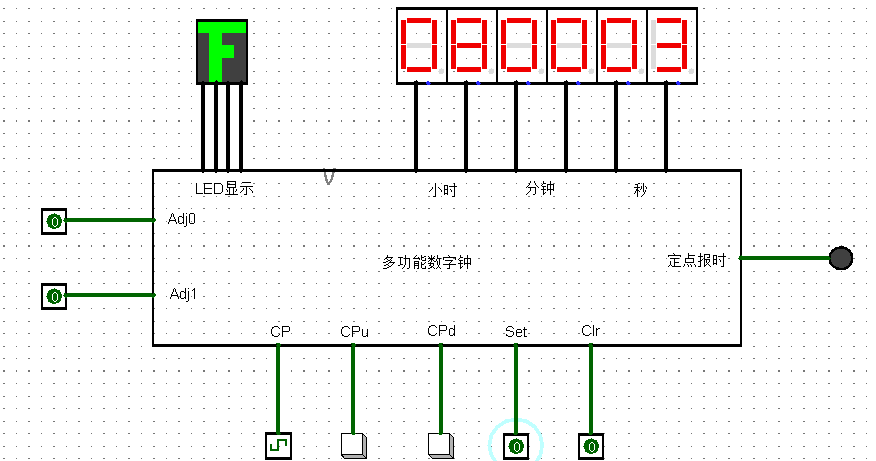 080003
LED显示
小时
分钟
秒
0
Adj0
多功能数字钟
定点报时
0
Adj1
CP
CPu
CPd
Set
Clr
0
0